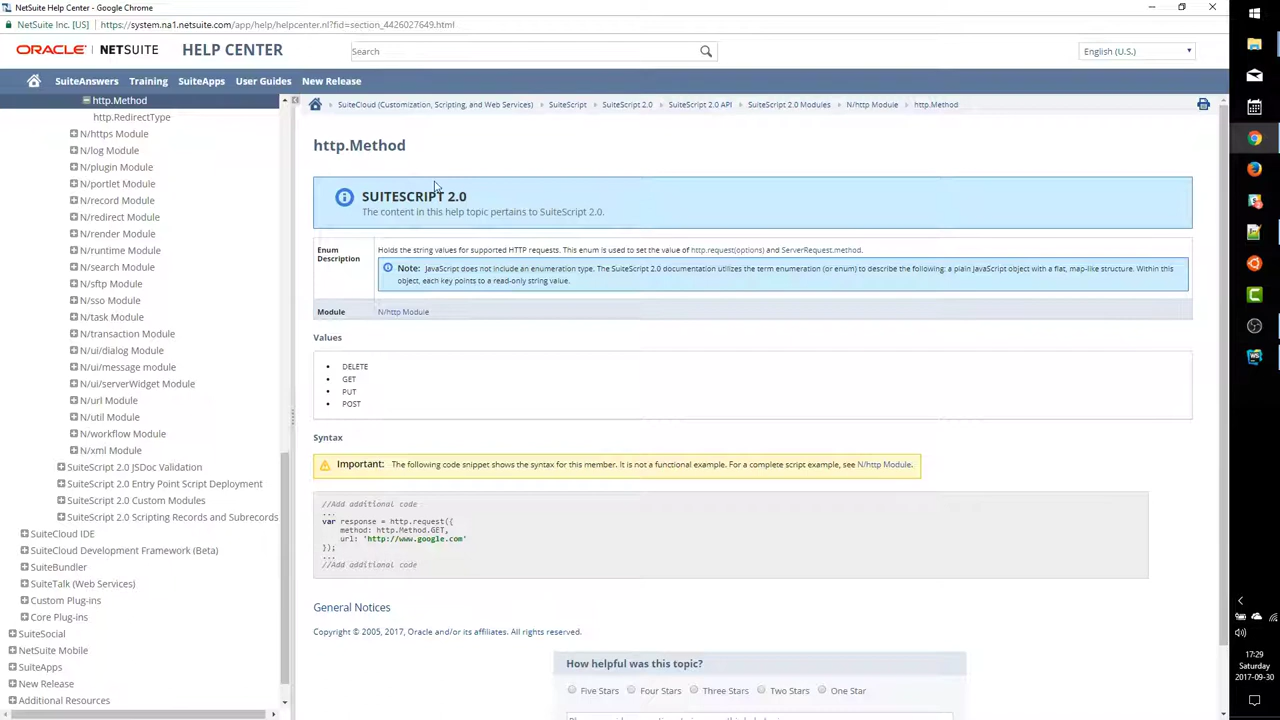 NetSuite Help Center - Google Chrome
NetSuite Inc. [US] https://system.na1.netsuite.com/app/help/helpcenter.nl?fid=section_4426027649.html
ORACLE® NETSUITE HELP CENTER
Search
English (U.S.)
SuiteAnswers Training SuiteApps User Guides New Release
http.Method
http.RedirectType
N/https Module
N/log Module
N/plugin Module
N/portlet Module
N/record Module
N/redirect Module
N/render Module
N/runtime Module
N/search Module
N/sftp Module
N/sso Module
N/task Module
N/transaction Module
N/ui/dialog Module
N/ui/message module
N/ui/serverWidget Module
N/url Module
N/util Module
N/workflow Module
N/xml Module
SuiteScript 2.0 JSDoc Validation
SuiteScript 2.0 Entry Point Script Deployment
SuiteScript 2.0 Custom Modules
SuiteScript 2.0 Scripting Records and Subrecords
SuiteCloud IDE
SuiteCloud Development Framework (Beta)
SuiteBundler
SuiteTalk (Web Services)
Custom Plug-ins
Core Plug-ins
SuiteSocial
NetSuite Mobile
SuiteApps
New Release
Additional Resources
SuiteCloud (Customization, Scripting, and Web Services) SuiteScript SuiteScript 2.0 SuiteScript 2.0 API SuiteScript 2.0 Modules N/http Module http.Method
http.Method
SUITESCRIPT 2.0
The content in this help topic pertains to SuiteScript 2.0.
Enum Description
Holds the string values for supported HTTP requests. This enum is used to set the value of http.request(options) and ServerRequest.method.
Note: JavaScript does not include an enumeration type. The SuiteScript 2.0 documentation utilizes the term enumeration (or enum) to describe the following: a plain JavaScript object with a flat, map-like structure. Within this
object, each key points to a read-only string value.
Module N/http Module
Values
• DELETE
• GET
• PUT
• POST
Syntax
Important: The following code snippet shows the syntax for this member. It is not a functional example. For a complete script example, see N/http Module.
//Add additional code
...
var response = http.request({
method: http.Method.GET,
url: 'http://www.google.com'
});
...
//Add additional code
General Notices
Copyright © 2005, 2017, Oracle and/or its affiliates. All rights reserved.
How helpful was this topic?
Five Stars Four Stars Three Stars Two Stars One Star
17:29
Saturday
2017-09-30